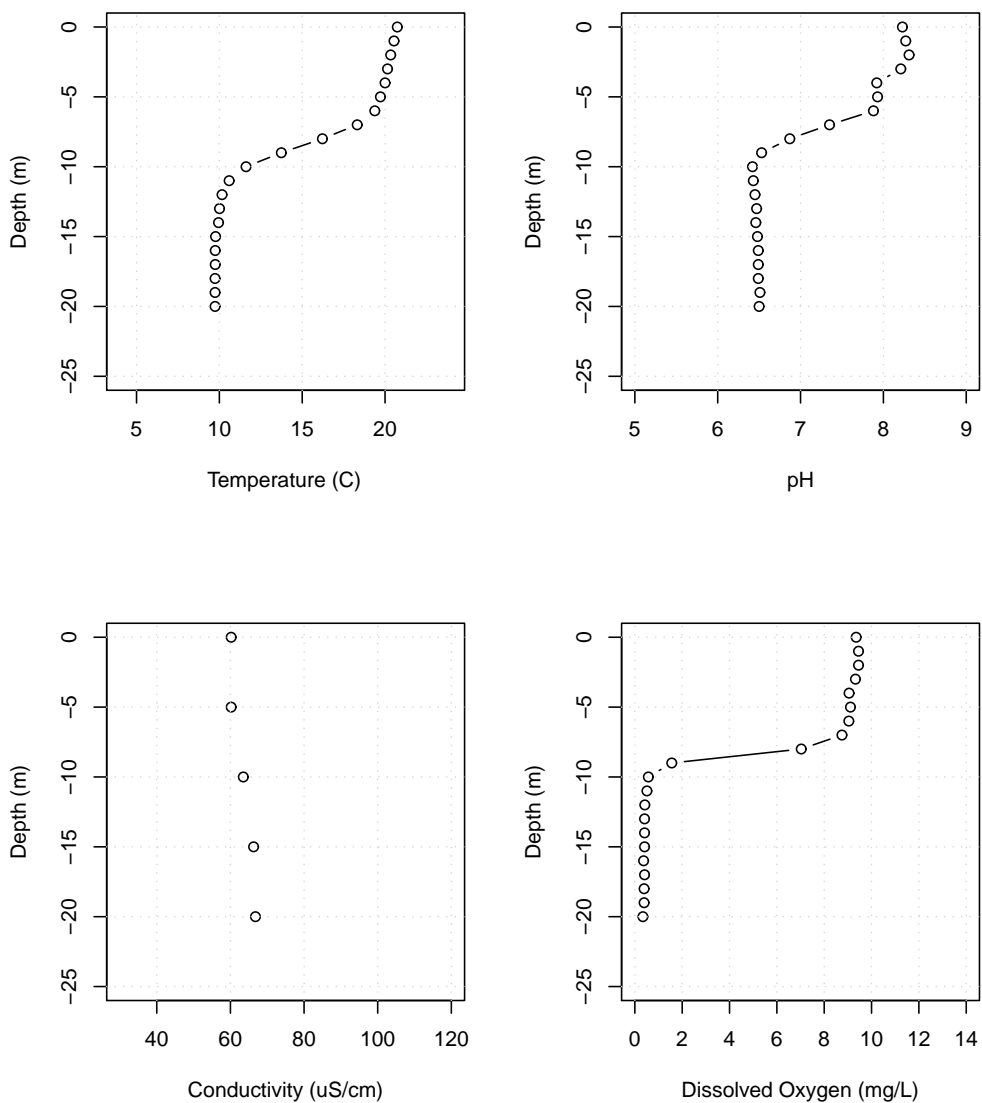 0
−5
−10
−15
−20
−25
Depth (m)
5 10 15 20
Temperature (C)
0
−5
−10
−15
−20
−25
Depth (m)
5 6 7 8 9
pH
0
−5
−10
−15
−20
−25
Depth (m)
40 60 80 100 120
Conductivity (uS/cm)
0
−5
−10
−15
−20
−25
Depth (m)
0 2 4 6 8 10 12 14
Dissolved Oxygen (mg/L)